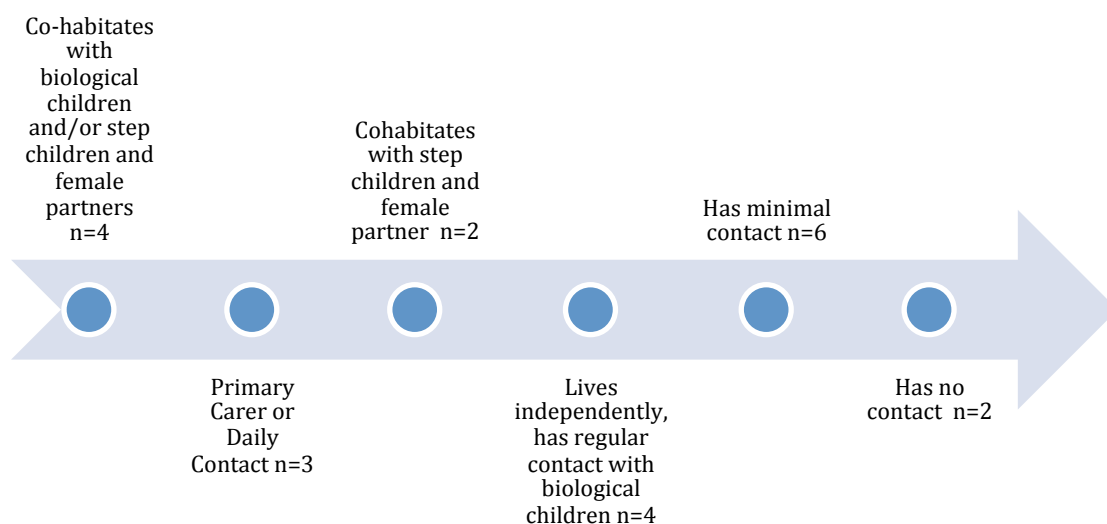 Co-habitates
with
biological
children
and/or step
children and
female
partners
n=4
Primary
Carer or
Daily
Contact n=3
Cohabitates
with step
children and
female
partner n=2
Lives
independently,
has regular
contact with
biological
children n=4
Has minimal
contact n=6
Has no
contact n=2